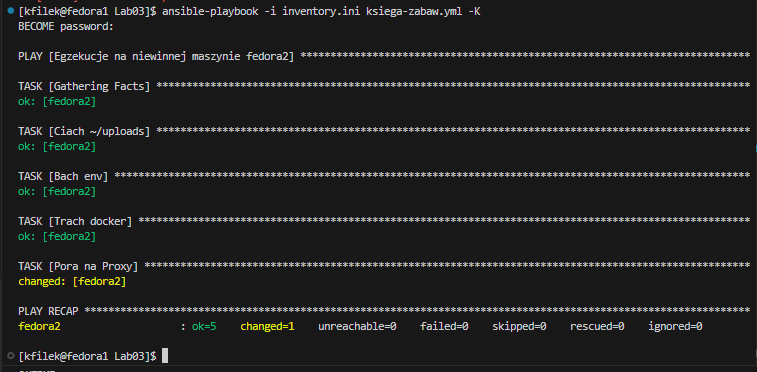 [kfilek@fedora1 Lab03]$ ansible-playbook -i inventory.ini ksiega-zabaw.yml -K
BECOME password:
PLAY [Egzekucje na niewinnej maszynie fedora2] ***************************************************************************
TASK [Gathering Facts] ***************************************************************************************************
ok: [fedora2]
TASK [Ciach ~/uploads] ***************************************************************************************************
ok: [fedora2]
TASK [Bach env] **********************************************************************************************************
ok: [fedora2]
TASK [Trach docker] ******************************************************************************************************
ok: [fedora2]
TASK [Pora na Proxy] *****************************************************************************************************
changed: [fedora2]
PLAY RECAP ***************************************************************************************************************
fedora2 : ok=5 changed=1 unreachable=0 failed=0 skipped=0 rescued=0 ignored=0
[kfilek@fedora1 Lab03]$